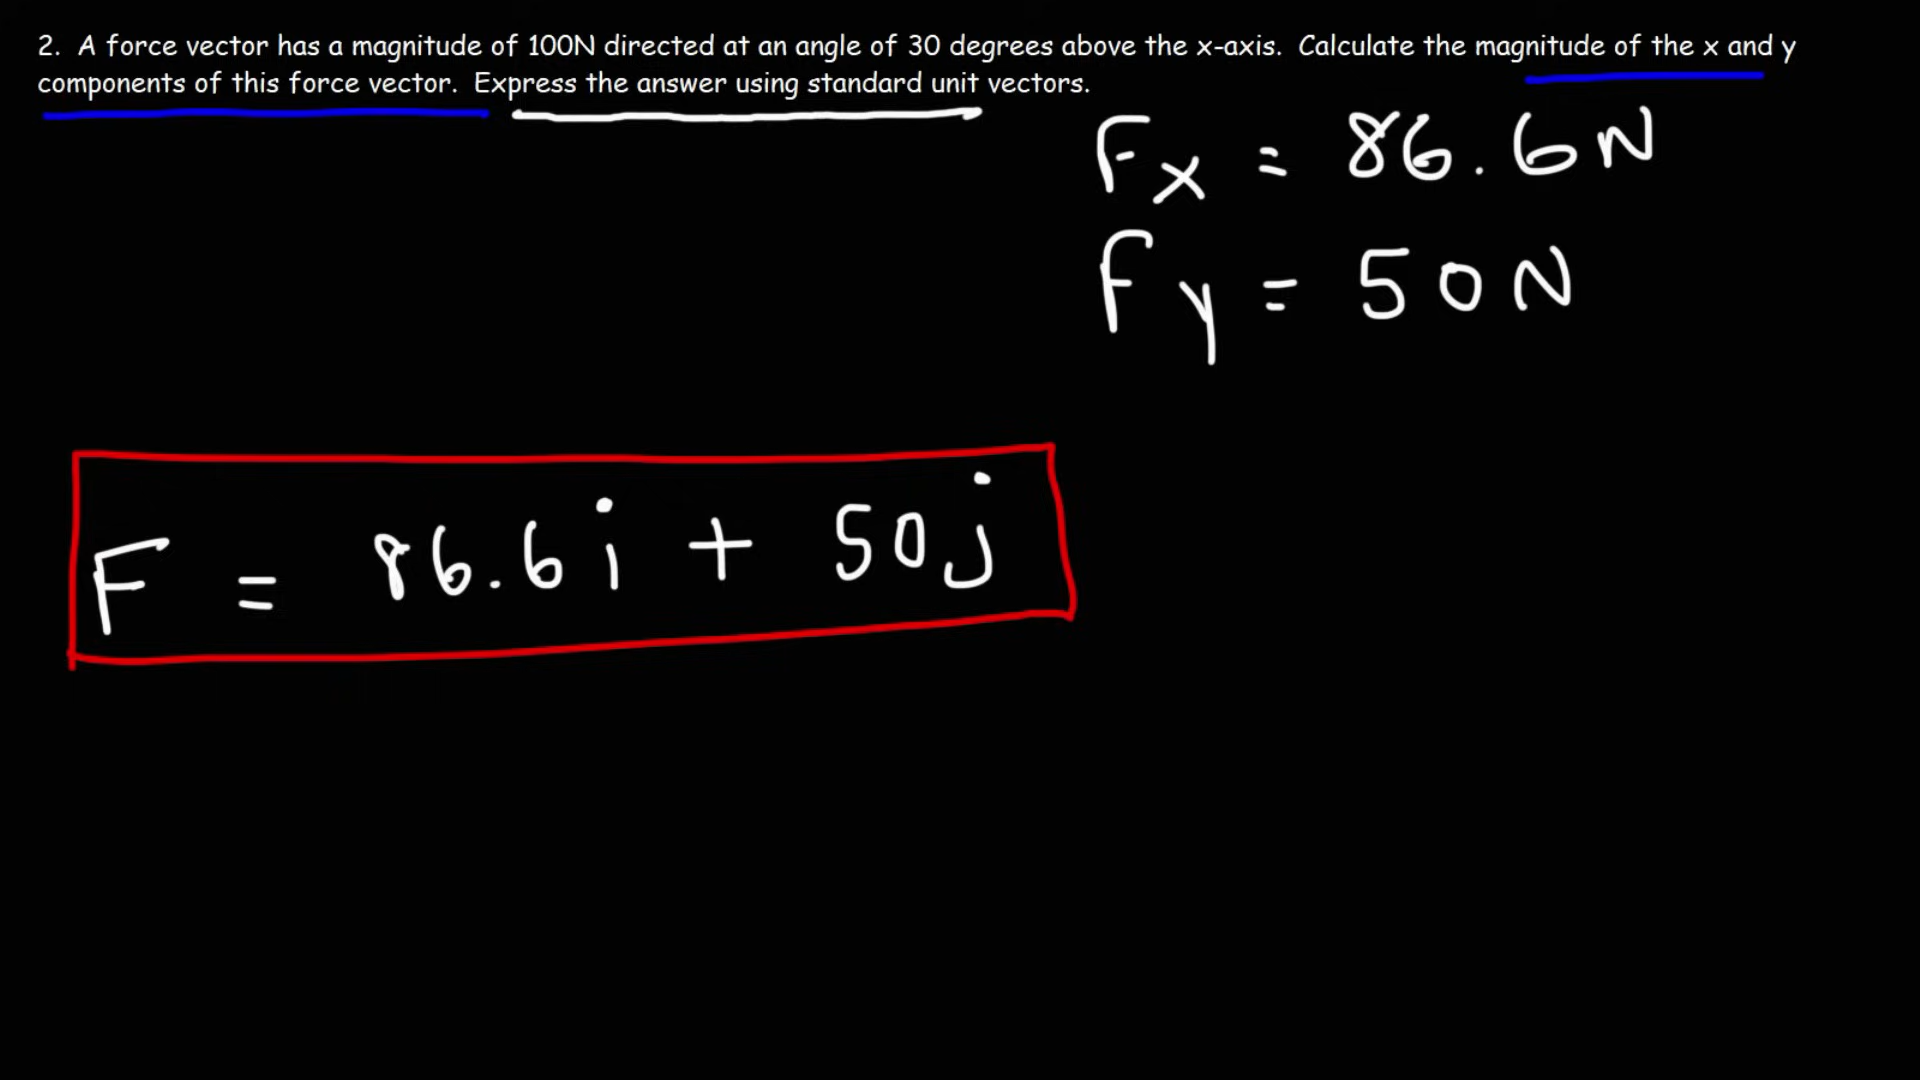 2. A force vector has a magnitude of 100N directed at an angle of 30 degrees above the x-axis. Calculate the magnitude of the x and y
components of this force vector. Express the answer using standard unit vectors.
Fx = 86.6N
Fy = 50N
F = 86.6i + 50j